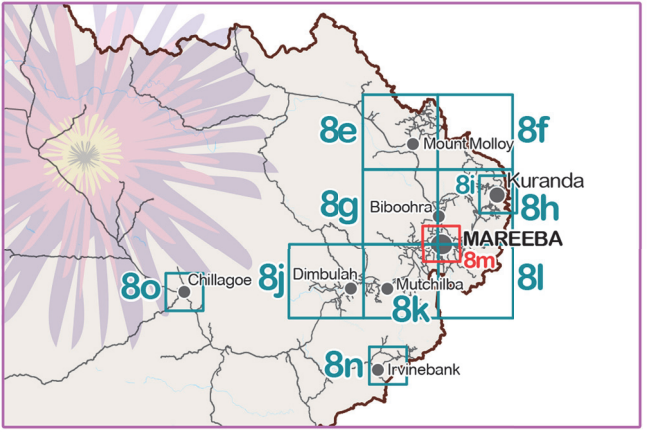 8e
8f
Mount Molloy
8i
Kuranda
8g
Biboohra
8h
MAREEBA
8m
8o
Chillagoe
8j
Dimbulah
Mutchilba
8l
8k
8n
Irvinebank